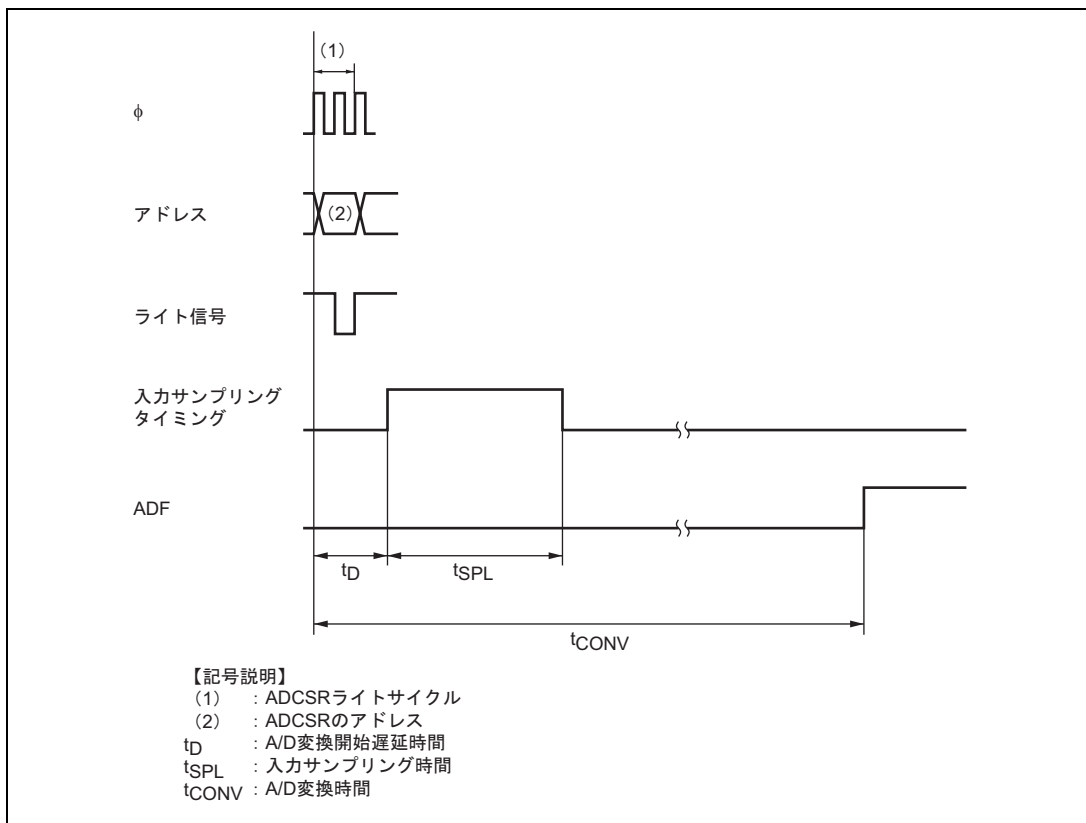 (1)
φ
アドレス
(2)
ライト信号
入力サンプリング
タイミング
ADF
tD
tSPL
tCONV
【記号説明】
(1) : ADCSRライトサイクル
(2) : ADCSRのアドレス
tD : A/D変換開始遅延時間
tSPL : 入力サンプリング時間
tCONV : A/D変換時間